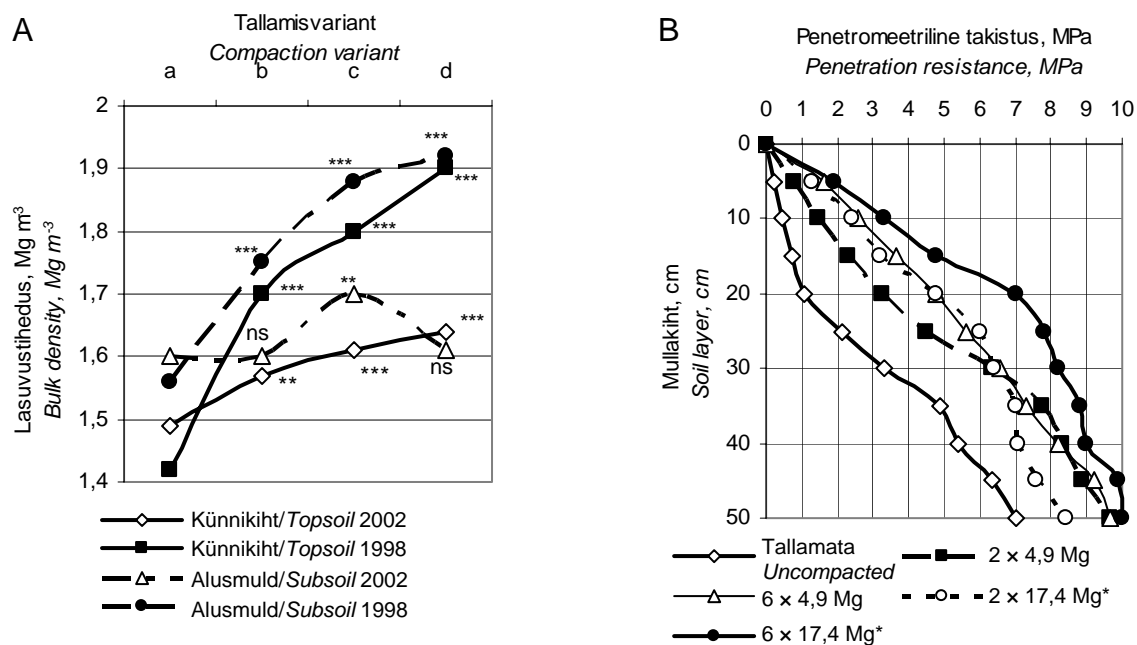 A
Tallamisvariant
Compaction variant
a b c d
Lasuvustihedus, Mg m³
Bulk density, Mg m⁻³
2
1,9
1,8
1,7
1,6
1,5
1,4
***
***
***
***
***
***
**
ns
***
**
***
ns
Künnikiht/Topsoil 2002
Künnikiht/Topsoil 1998
Alusmuld/Subsoil 2002
Alusmuld/Subsoil 1998
B
Penetromeetriline takistus, MPa
Penetration resistance, MPa
0 1 2 3 4 5 6 7 8 9 10
Mullakiht, cm
Soil layer, cm
0
10
20
30
40
50
Tallamata
Uncompacted
2 × 4,9 Mg
6 × 4,9 Mg
2 × 17,4 Mg*
6 × 17,4 Mg*